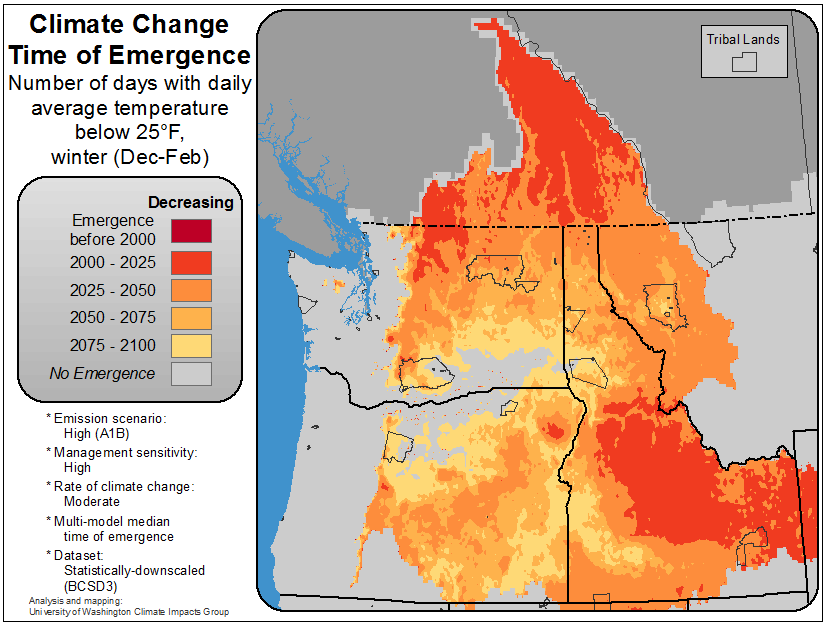 Climate Change
Time of Emergence
Number of days with daily
average temperature
below 25°F,
winter (Dec-Feb)
Decreasing
Emergence
before 2000
2000 - 2025
2025 - 2050
2050 - 2075
2075 - 2100
No Emergence
* Emission scenario:
High (A1B)
* Management sensitivity:
High
* Rate of climate change:
Moderate
* Multi-model median
time of emergence
* Dataset:
Statistically-downscaled
(BCSD3)
Analysis and mapping:
University of Washington Climate Impacts Group
Tribal Lands